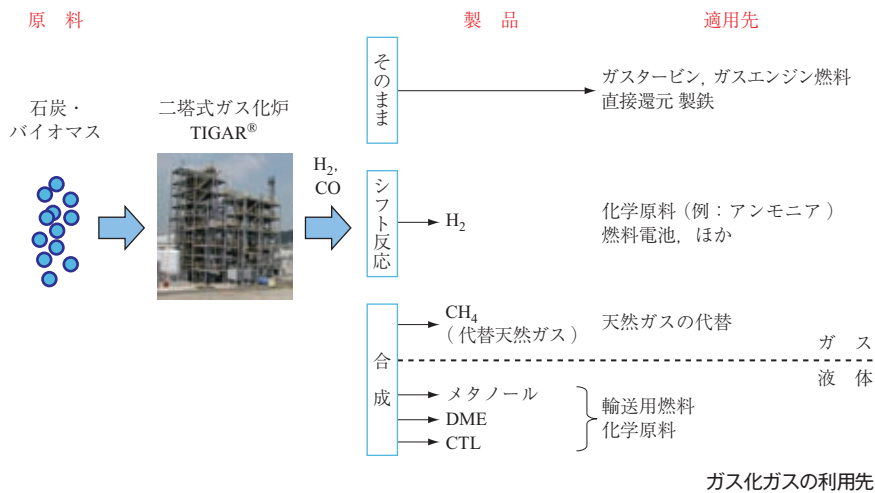 原　料
製　品
適用先
石炭・
バイオマス
二塔式ガス化炉
TIGAR®
H₂,
CO
そのまま
ガスタービン, ガスエンジン燃料
直接還元 製鉄
シフト反応
H₂
化学原料 ( 例：アンモニア )
燃料電池,　ほか
合成
CH₄
( 代替天然ガス )
天然ガスの代替
ガ　ス
液　体
メタノール
DME
CTL
輸送用燃料
化学原料
ガス化ガスの利用先